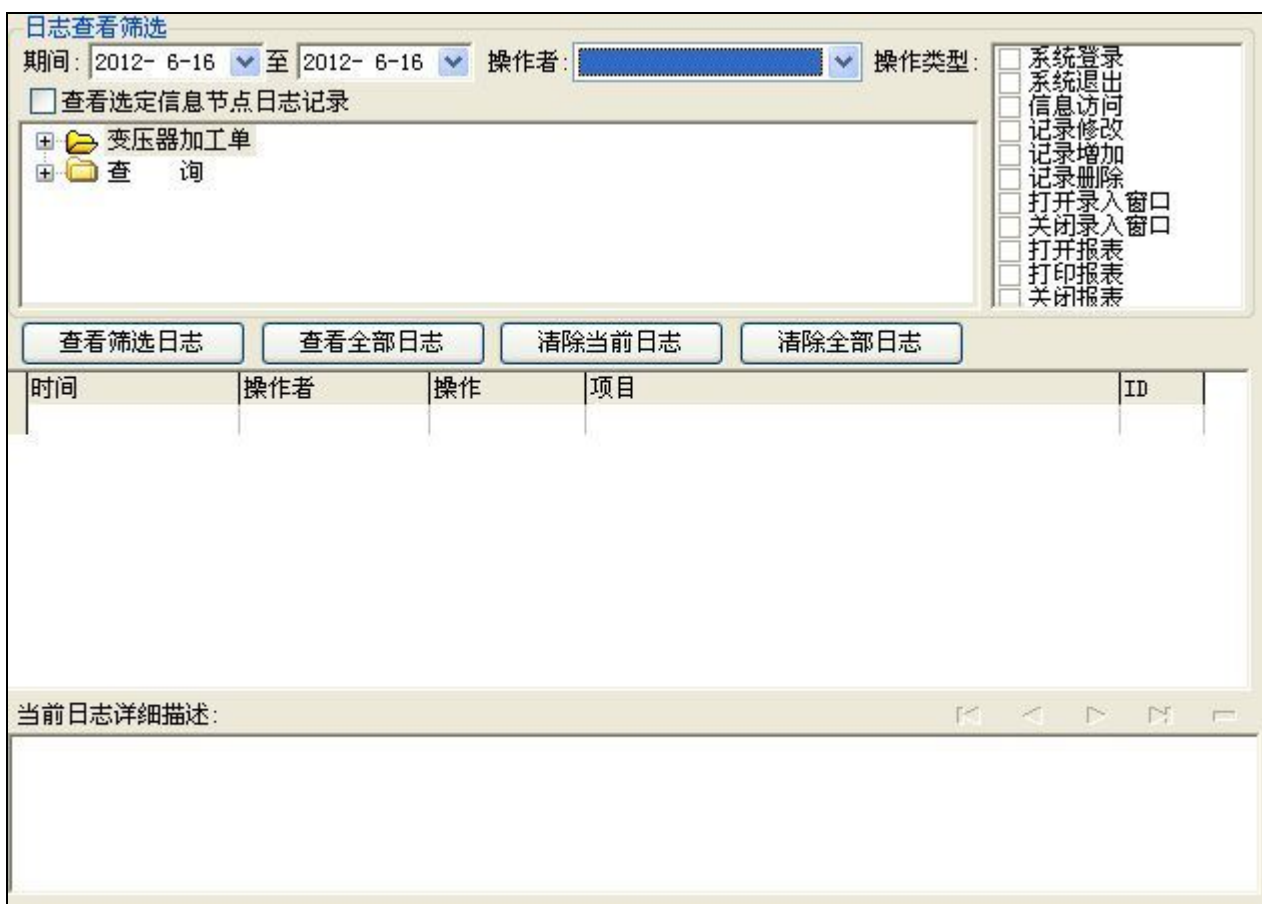 日志查看筛选
期间: 2012- 6-16 至 2012- 6-16 操作者: 操作类型:
系统登录
系统退出
信息访问
记录修改
记录增加
记录删除
打开录入窗口
关闭录入窗口
打开报表
打印报表
关闭报表
查看选定信息节点日志记录
变压器加工单
查 询
查看筛选日志 查看全部日志 清除当前日志 清除全部日志
时间 操作者 操作 项目 ID
当前日志详细描述: